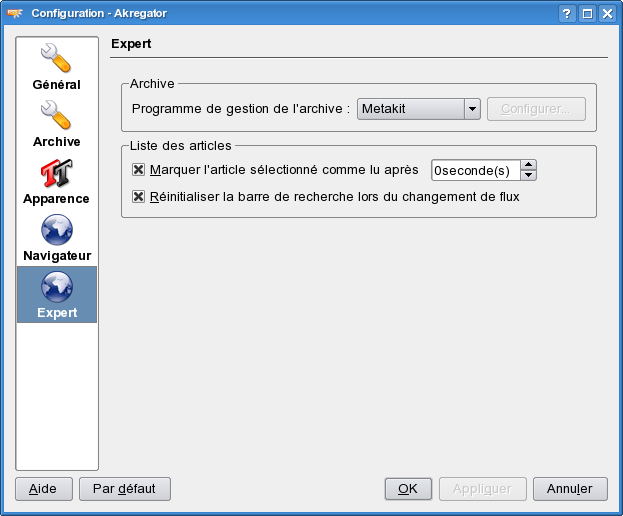 Configuration - Akregator
Général
Archive
Apparence
Navigateur
Expert
Expert
Archive
Programme de gestion de l'archive : Metakit Configurer...
Liste des articles
Marquer l'article sélectionné comme lu après 0seconde(s)
Réinitialiser la barre de recherche lors du changement de flux
Aide Par défaut OK Appliquer Annuler